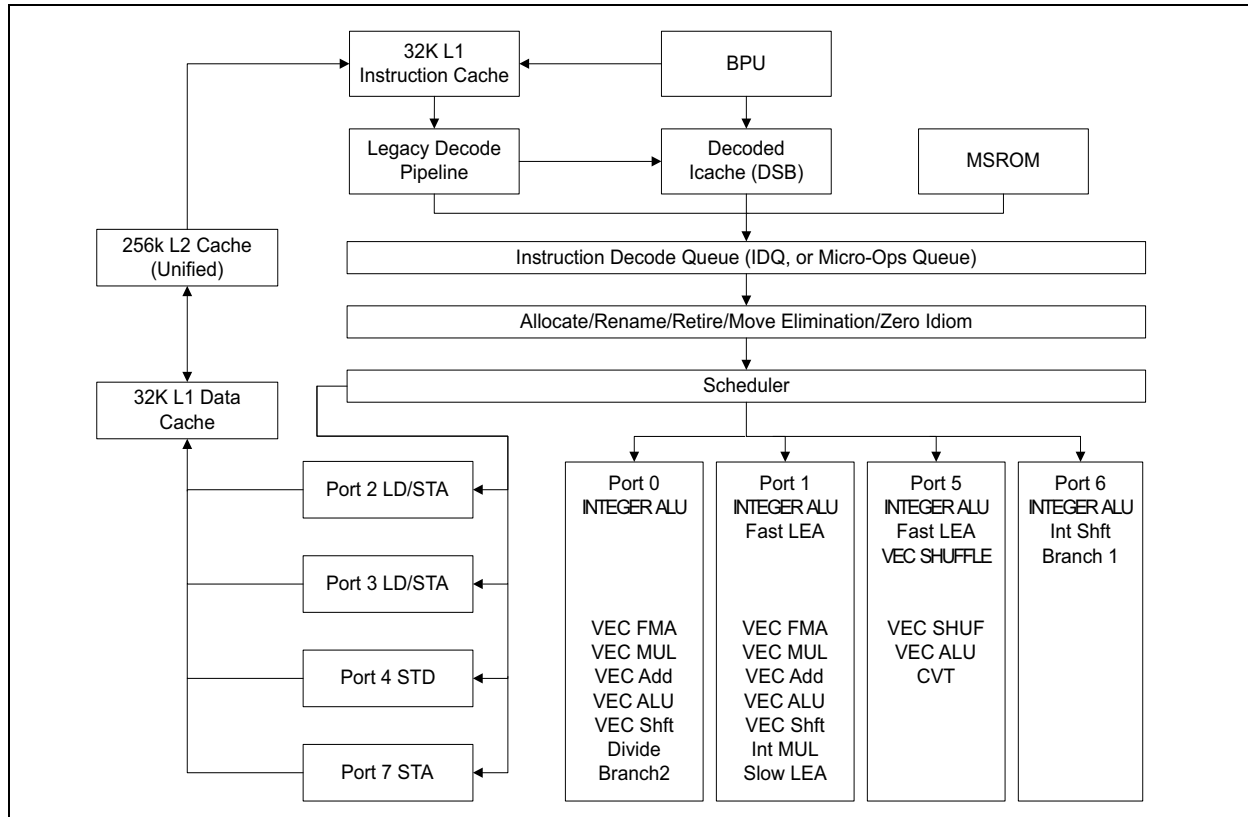 32K L1
Instruction Cache
BPU
Legacy Decode
Pipeline
Decoded
Icache (DSB)
MSROM
256k L2 Cache
(Unified)
Instruction Decode Queue (IDQ, or Micro-Ops Queue)
Allocate/Rename/Retire/Move Elimination/Zero Idiom
Scheduler
32K L1 Data
Cache
Port 2 LD/STA
Port 3 LD/STA
Port 4 STD
Port 7 STA
Port 0
INTEGER ALU
VEC FMA
VEC MUL
VEC Add
VEC ALU
VEC Shft
Divide
Branch2
Port 1
INTEGER ALU
Fast LEA
VEC FMA
VEC MUL
VEC Add
VEC ALU
VEC Shft
Int MUL
Slow LEA
Port 5
INTEGER ALU
Fast LEA
VEC SHUFFLE
VEC SHUF
VEC ALU
CVT
Port 6
INTEGER ALU
Int Shft
Branch 1